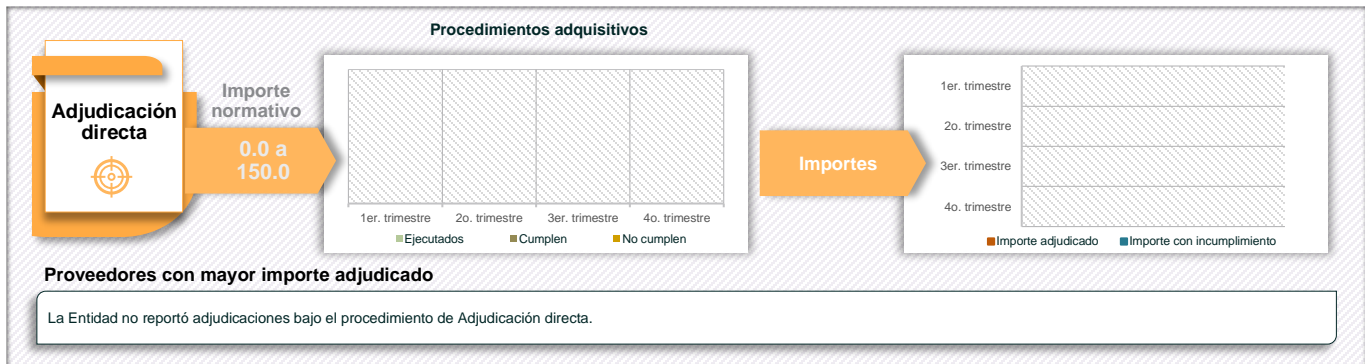 Procedimientos adquisitivos
Adjudicación
directa
Importe
normativo
0.0 a
150.0
1er. trimestre
2o. trimestre
3er. trimestre
4o. trimestre
Ejecutados
Cumplen
No cumplen
Importes
1er. trimestre
2o. trimestre
3er. trimestre
4o. trimestre
Importe adjudicado
Importe con incumplimiento
Proveedores con mayor importe adjudicado
La Entidad no reportó adjudicaciones bajo el procedimiento de Adjudicación directa.